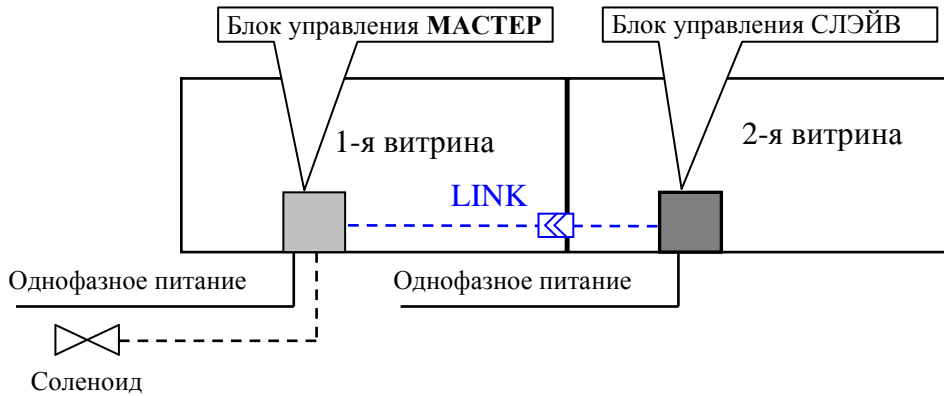 Блок управления МАСТЕР
Блок управления СЛЭЙВ
1-я витрина
2-я витрина
LINK
Однофазное питание
Однофазное питание
Соленоид